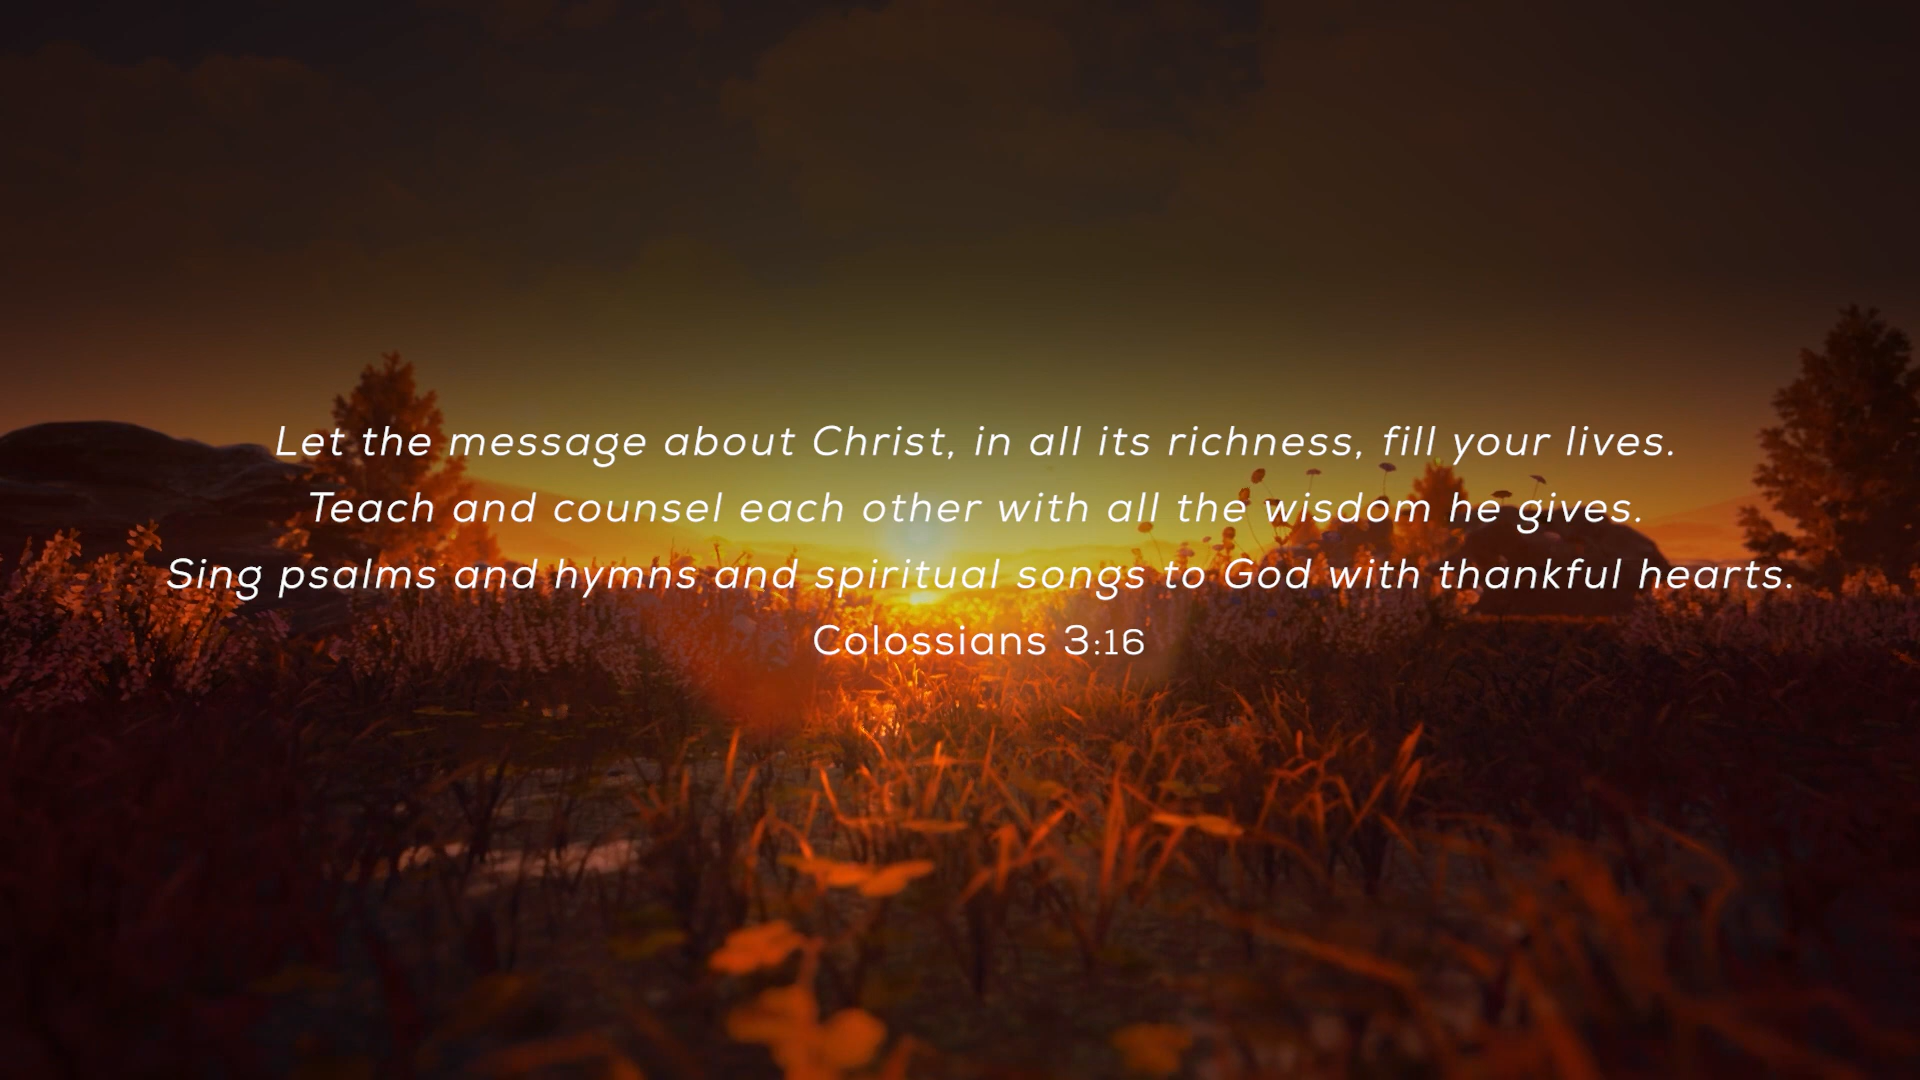 Let the message about Christ, in all its richness, fill your lives.
Teach and counsel each other with all the wisdom he gives.
Sing psalms and hymns and spiritual songs to God with thankful hearts.
Colossians 3:16